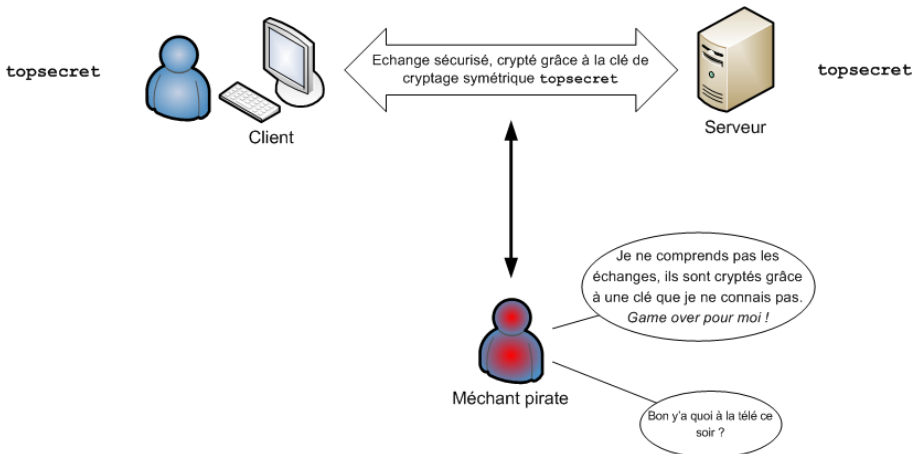 topsecret
Echange sécurisé, crypté grâce à la clé de
cryptage symétrique topsecret
topsecret
Client
Serveur
Je ne comprends pas les
échanges, ils sont cryptés grâce
à une clé que je ne connais pas.
Game over pour moi !
Méchant pirate
Bon y'a quoi à la télé ce
soir ?